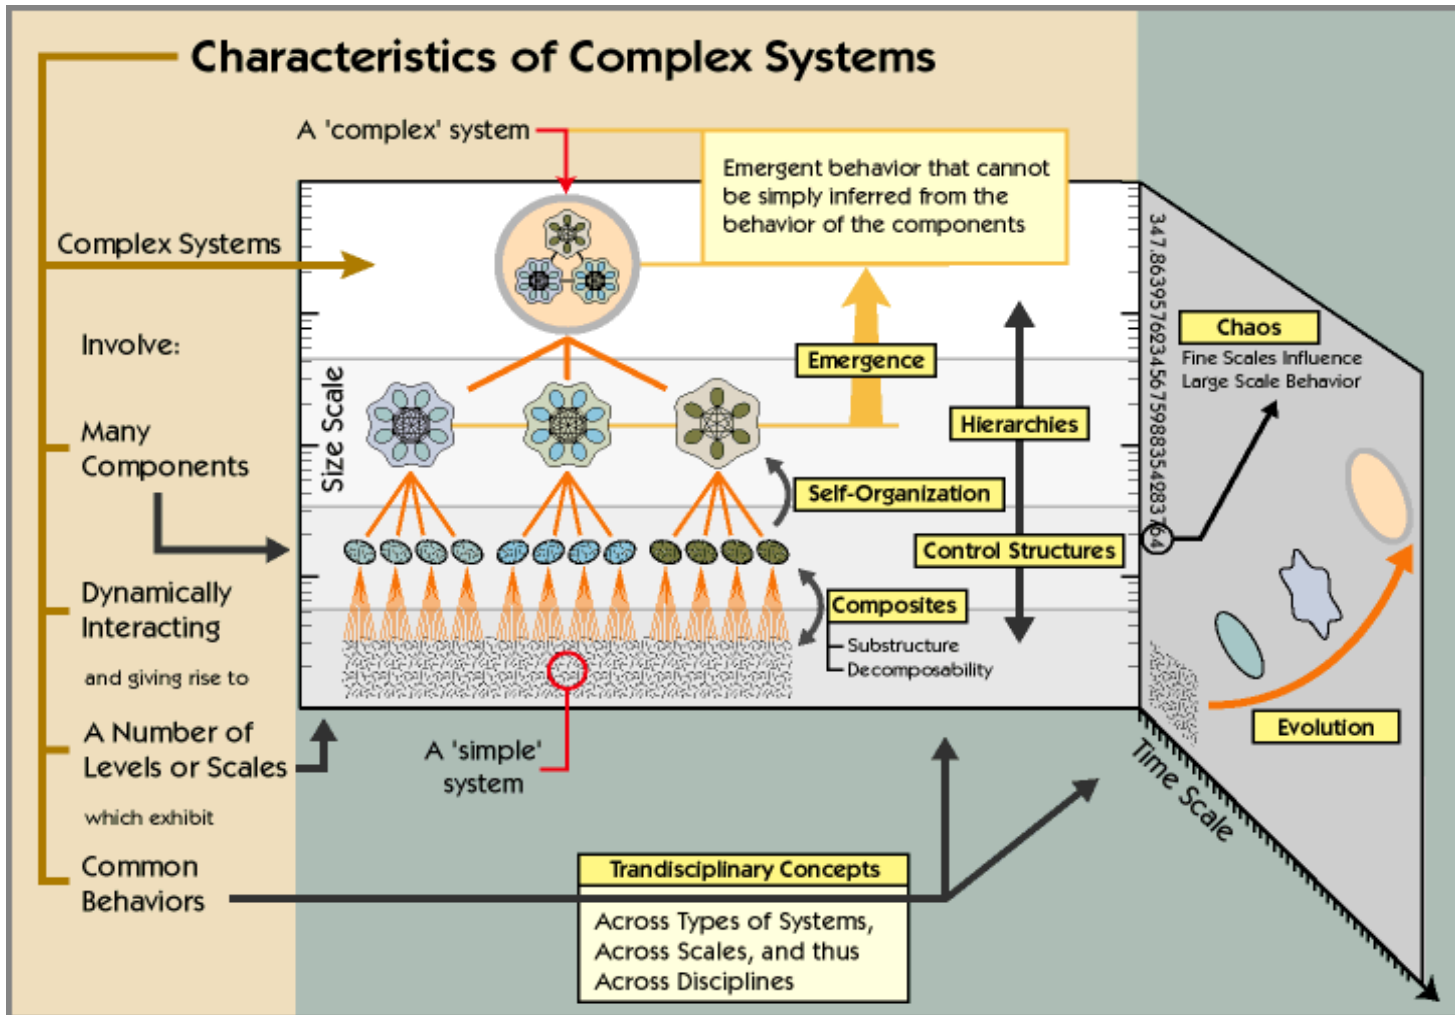 Characteristics of Complex Systems
A 'complex' system
Emergent behavior that cannot
be simply inferred from the
behavior of the components
Complex Systems
Involve:
Many
Components
Dynamically
Interacting
and giving rise to
A Number of
Levels or Scales
which exhibit
Common
Behaviors
Size Scale
Emergence
Hierarchies
Self-Organization
Control Structures
Composites
Substructure
Decomposability
A 'simple'
system
Trandisciplinary Concepts
Across Types of Systems,
Across Scales, and thus
Across Disciplines
347.86395762345675988354283764
Chaos
Fine Scales Influence
Large Scale Behavior
Evolution
Time Scale